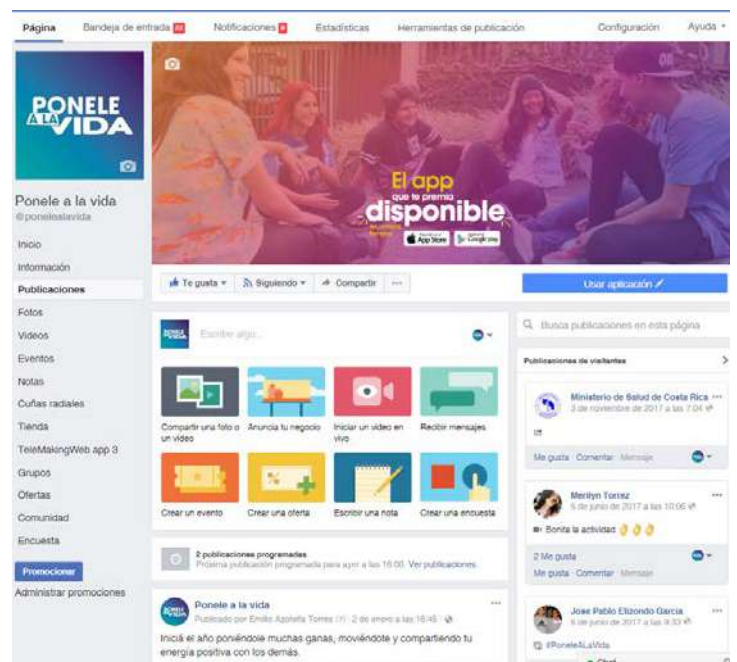 Página Bandeja de entrada Notificaciones Estadísticas Herramientas de publicación Configuración Ayuda
PONELE
A LA VIDA
El app
que te premia
disponible
App Store Google play
Ponele a la vida
@ponelealavida
Inicio
Información
Publicaciones
Fotos
Videos
Eventos
Notas
Cuñas radiales
Tienda
TeleMakingWeb app 3
Grupos
Ofertas
Comunidad
Encuesta
Promocionar
Administrar promociones
Te gusta Siguiendo Compartir
Usar aplicación
Escribe algo...
Compartir una foto o
un video
Anuncia tu negocio
Iniciar un video en
vivo
Recibir mensajes
Crear un evento
Crear una oferta
Escribir una nota
Crear una encuesta
2 publicaciones programadas
Próxima publicación programada para ayer a las 16:00. Ver publicaciones.
Ponele a la vida
Publicado por Emilio Torres 2 de enero a las 16:45
Iniciá el año poniéndole muchas ganas, moviéndote y compartiendo tu
energía positiva con los demás.
Busca publicaciones en esta página
Publicaciones de visitantes
Ministerio de Salud de Costa Rica
3 de noviembre de 2017 a las 7:04
Me gusta · Comentar · Mensaje
Merilyn Torrez
6 de junio de 2017 a las 10:06
Bonita la actividad 👌👌👌
2 Me gusta
Me gusta · Comentar · Mensaje
Jose Pablo Elizondo Garcia
6 de junio de 2017 a las 9:33
#PoneleALaVida
Chat